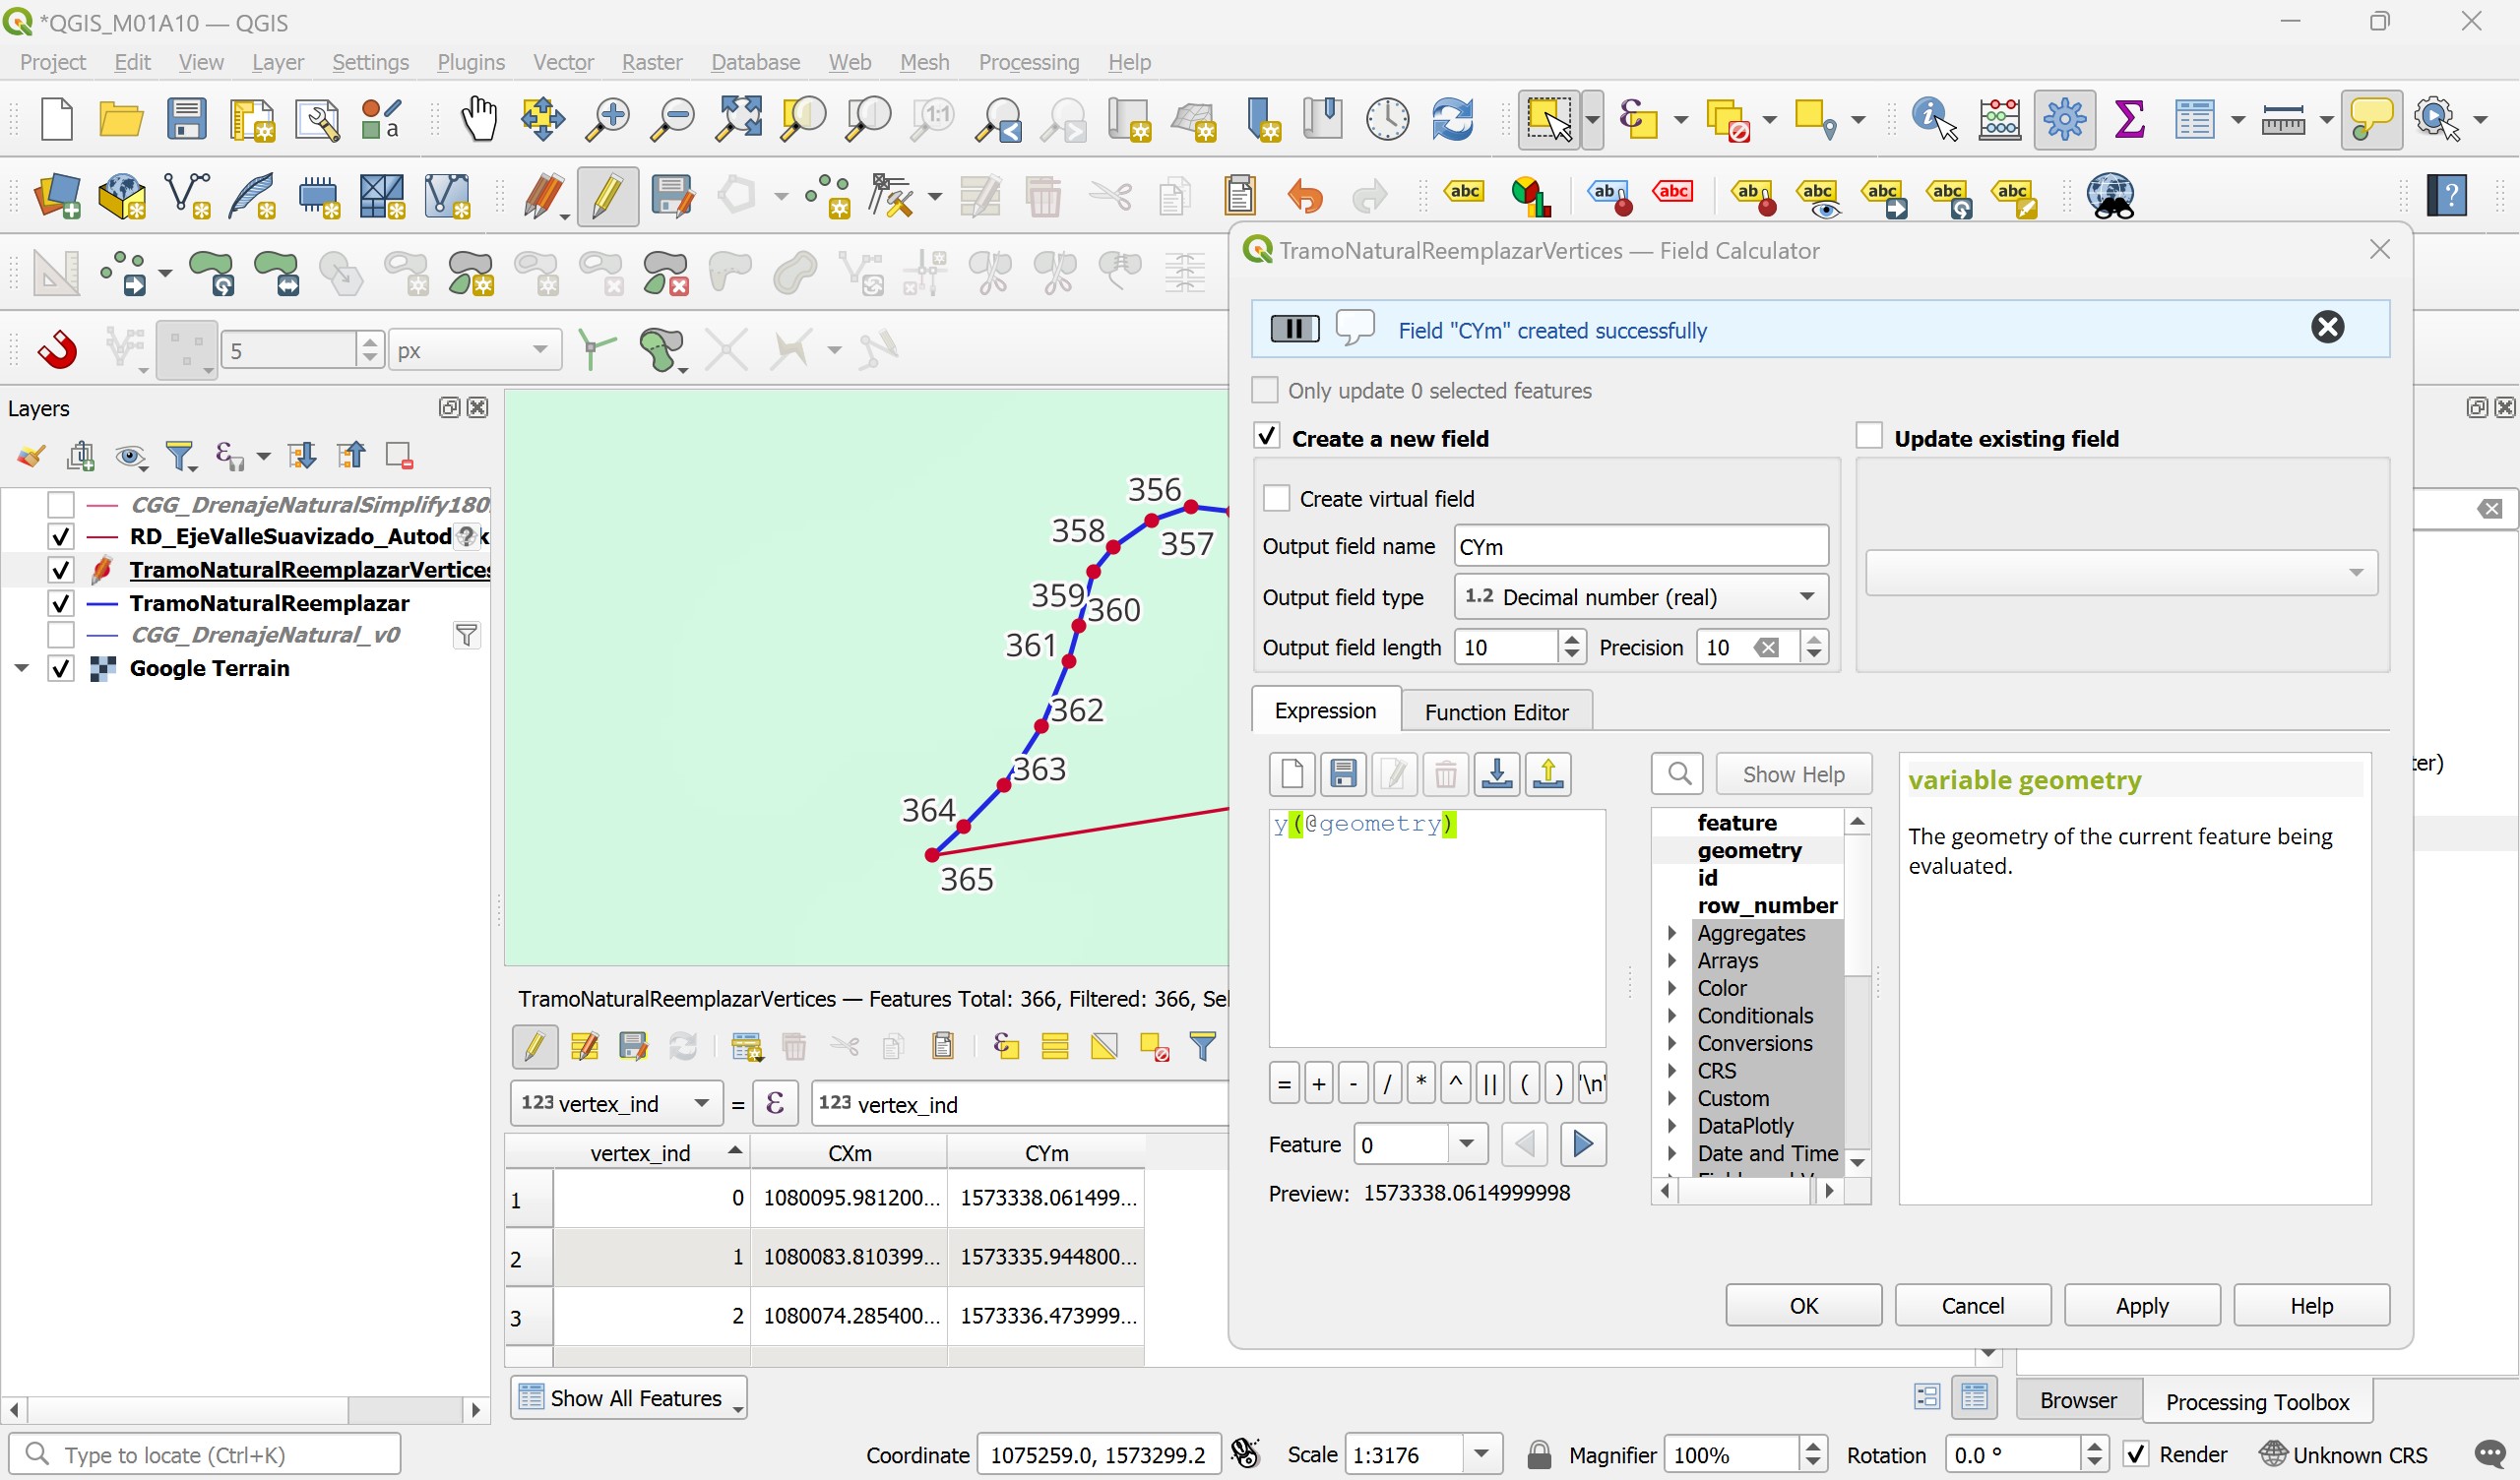 *QGIS_M01A10 — QGIS
Project Edit View Layer Settings Plugins Vector Raster Database Web Mesh Processing Help
5 px
Layers
CGG_DrenajeNaturalSimplify180
RD_EjeValleSuavizado_Autod k
TramoNaturalReemplazarVertices
TramoNaturalReemplazar
CGG_DrenajeNatural_v0
Google Terrain
356
358
357
359
360
361
362
363
364
365
TramoNaturalReemplazarVertices — Features Total: 366, Filtered: 366, Se
123 vertex_ind = ε 123 vertex_ind
vertex_ind CXm CYm
1 0 1080095.981200... 1573338.061499...
2 1 1080083.810399... 1573335.944800...
3 2 1080074.285400... 1573336.473999...
Show All Features
TramoNaturalReemplazarVertices — Field Calculator
Field "CYm" created successfully
Only update 0 selected features
Create a new field
Update existing field
Create virtual field
Output field name CYm
Output field type 1.2 Decimal number (real)
Output field length 10 Precision 10
Expression Function Editor
Show Help
y(@geometry)
= + - / * ^ || ( ) '\n'
Feature 0
Preview: 1573338.0614999998
feature
geometry
id
row_number
Aggregates
Arrays
Color
Conditionals
Conversions
CRS
Custom
DataPlotly
Date and Time
variable geometry
The geometry of the current feature being
evaluated.
OK Cancel Apply Help
ter)
Browser Processing Toolbox
Type to locate (Ctrl+K) Coordinate 1075259.0, 1573299.2 Scale 1:3176 Magnifier 100% Rotation 0.0 ° Render Unknown CRS